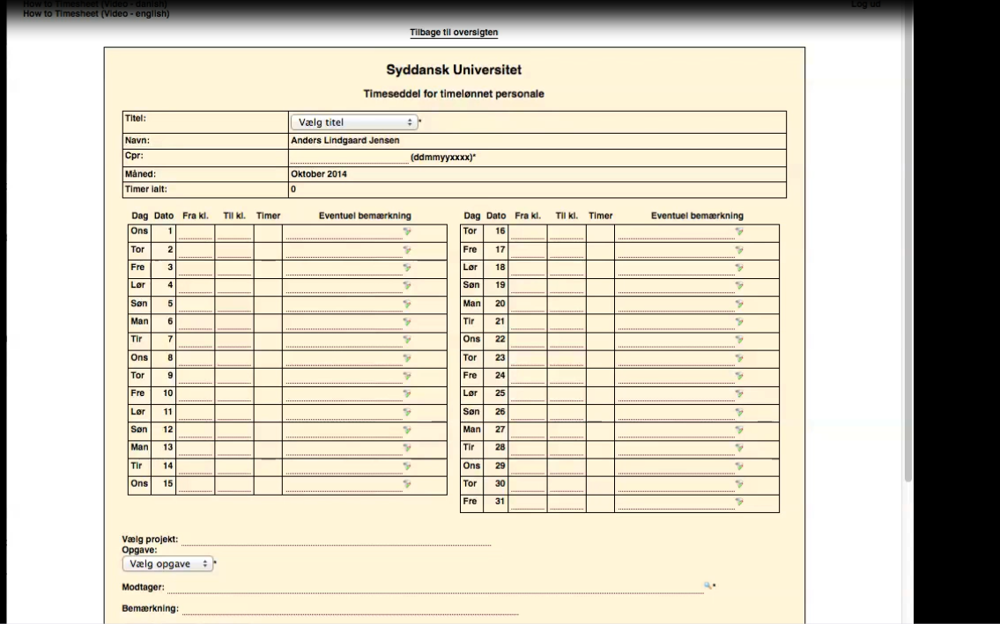 How to Timesheet (Video - danish)
Log ud
How to Timesheet (Video - english)
Tilbage til oversigten
Syddansk Universitet
Timeseddel for timelønnet personale
Titel: Vælg titel *
Navn: Anders Lindgaard Jensen
Cpr: (ddmmyyxxxx)*
Måned: Oktober 2014
Timer ialt: 0
Dag Dato Fra kl. Til kl. Timer Eventuel bemærkning
Ons 1
Tor 2
Fre 3
Lør 4
Søn 5
Man 6
Tir 7
Ons 8
Tor 9
Fre 10
Lør 11
Søn 12
Man 13
Tir 14
Ons 15
Dag Dato Fra kl. Til kl. Timer Eventuel bemærkning
Tor 16
Fre 17
Lør 18
Søn 19
Man 20
Tir 21
Ons 22
Tor 23
Fre 24
Lør 25
Søn 26
Man 27
Tir 28
Ons 29
Tor 30
Fre 31
Vælg projekt:
Opgave:
Vælg opgave *
Modtager: *
Bemærkning: